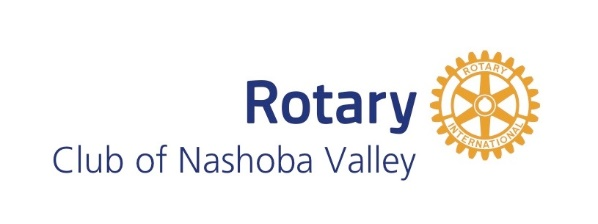 Rotary
Club of Nashoba Valley
ROTARY
INTERNATIONAL